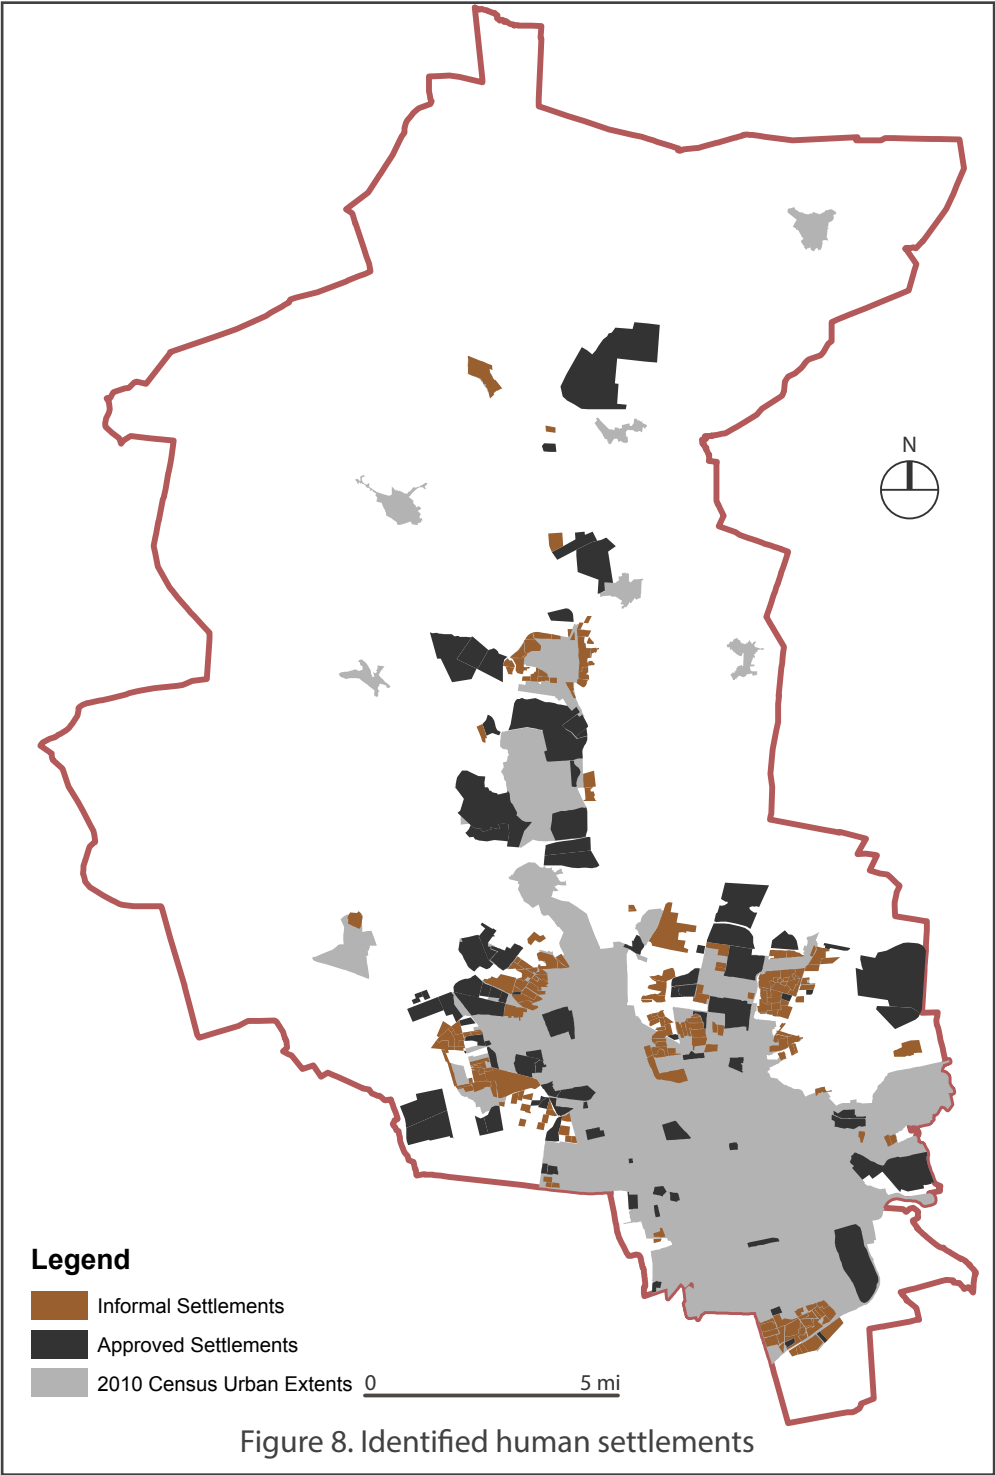 N
Legend
Informal Settlements
Approved Settlements
2010 Census Urban Extents
0 5 mi
Figure 8. Identified human settlements